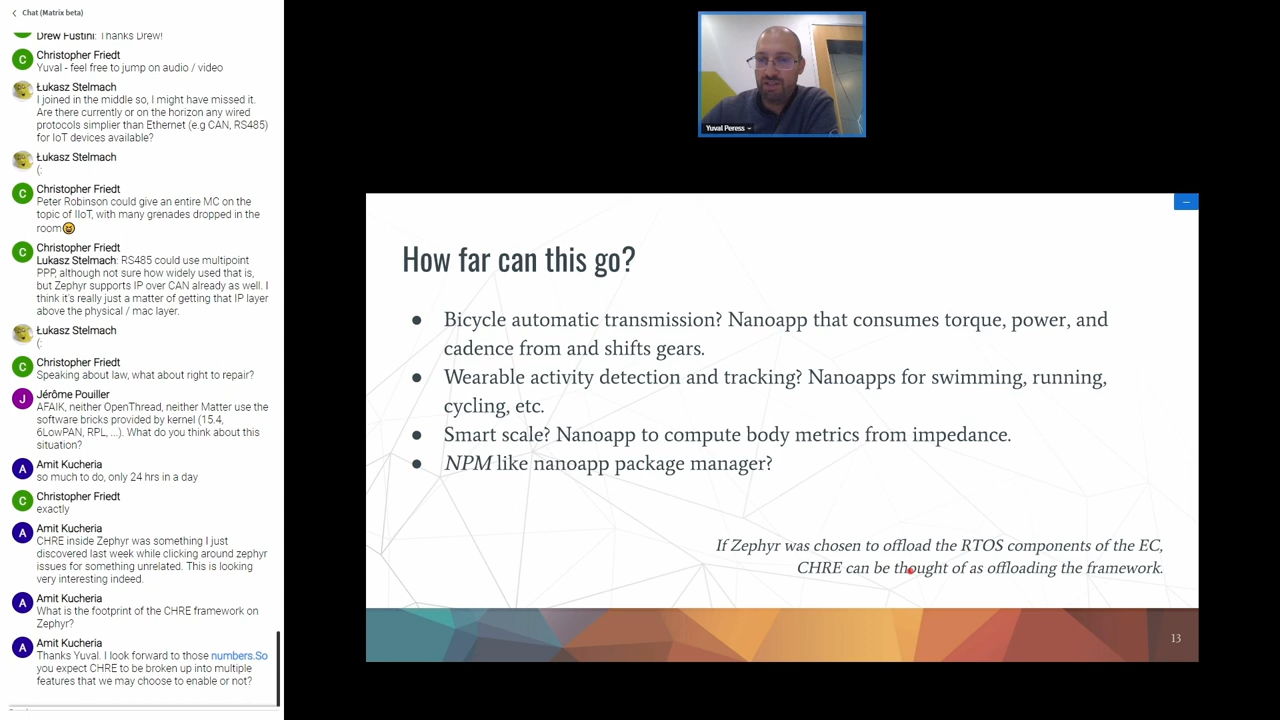 Chat (Matrix beta)
Drew Fustini: Thanks Drew!
Christopher Friedt
Yuval - feel free to jump on audio / video
Łukasz Stelmach
I joined in the middle so, I might have missed it.
Are there currently or on the horizon any wired
protocols simplier than Ethernet (e.g CAN, RS485)
for IoT devices available?
Łukasz Stelmach
(:
Christopher Friedt
Peter Robinson could give an entire MC on the
topic of IIoT, with many grenades dropped in the
room😄
Christopher Friedt
Lukasz Stelmach: RS485 could use multipoint
PPP, although not sure how widely used that is,
but Zephyr supports IP over CAN already as well. I
think it's really just a matter of getting that IP layer
above the physical / mac layer.
Łukasz Stelmach
(:
Christopher Friedt
Speaking about law, what about right to repair?
Jérôme Pouiller
AFAIK, neither OpenThread, neither Matter use the
software bricks provided by kernel (15.4,
6LowPAN, RPL, ...). What do you think about this
situation?
Amit Kucheria
so much to do, only 24 hrs in a day
Christopher Friedt
exactly
Amit Kucheria
CHRE inside Zephyr was something I just
discovered last week while clicking around zephyr
issues for something unrelated. This is looking
very interesting indeed.
Amit Kucheria
What is the footprint of the CHRE framework on
Zephyr?
Amit Kucheria
Thanks Yuval. I look forward to those numbers.So
you expect CHRE to be broken up into multiple
features that we may choose to enable or not?
Yuval Peress
How far can this go?
● Bicycle automatic transmission? Nanoapp that consumes torque, power, and
cadence from and shifts gears.
● Wearable activity detection and tracking? Nanoapps for swimming, running,
cycling, etc.
● Smart scale? Nanoapp to compute body metrics from impedance.
● NPM like nanoapp package manager?
If Zephyr was chosen to offload the RTOS components of the EC,
CHRE can be thought of as offloading the framework.
13